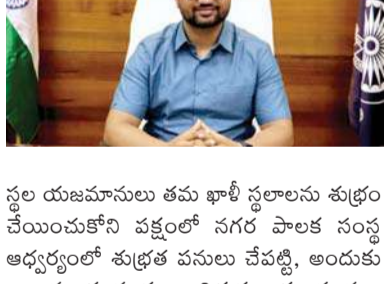 స్థల యజమానులు తమ ఖాళీ స్థలాలను శుభ్రం
చేయించుకోని పక్షంలో నగర పాలక సంస్థ
ఆధ్వర్యంలో శుభ్రత పనులు చేపట్టి, అందుకు